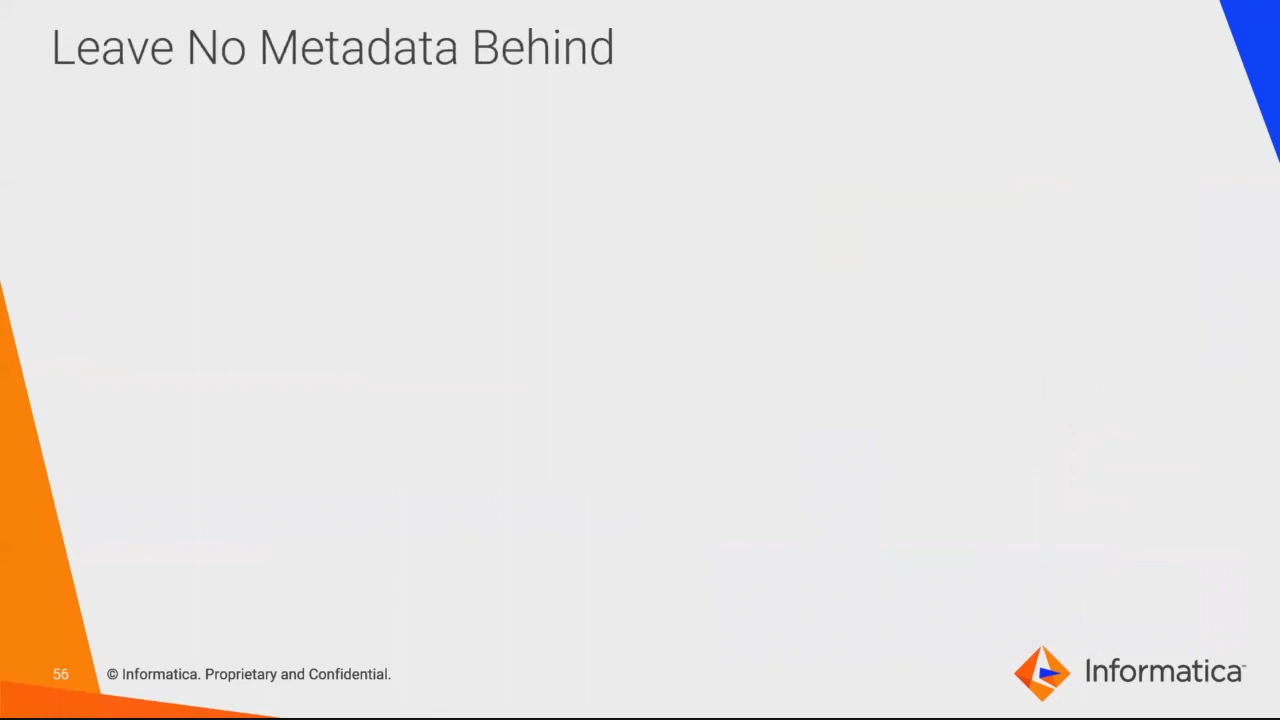 Leave No Metadata Behind
56
© Informatica. Proprietary and Confidential.
Informatica